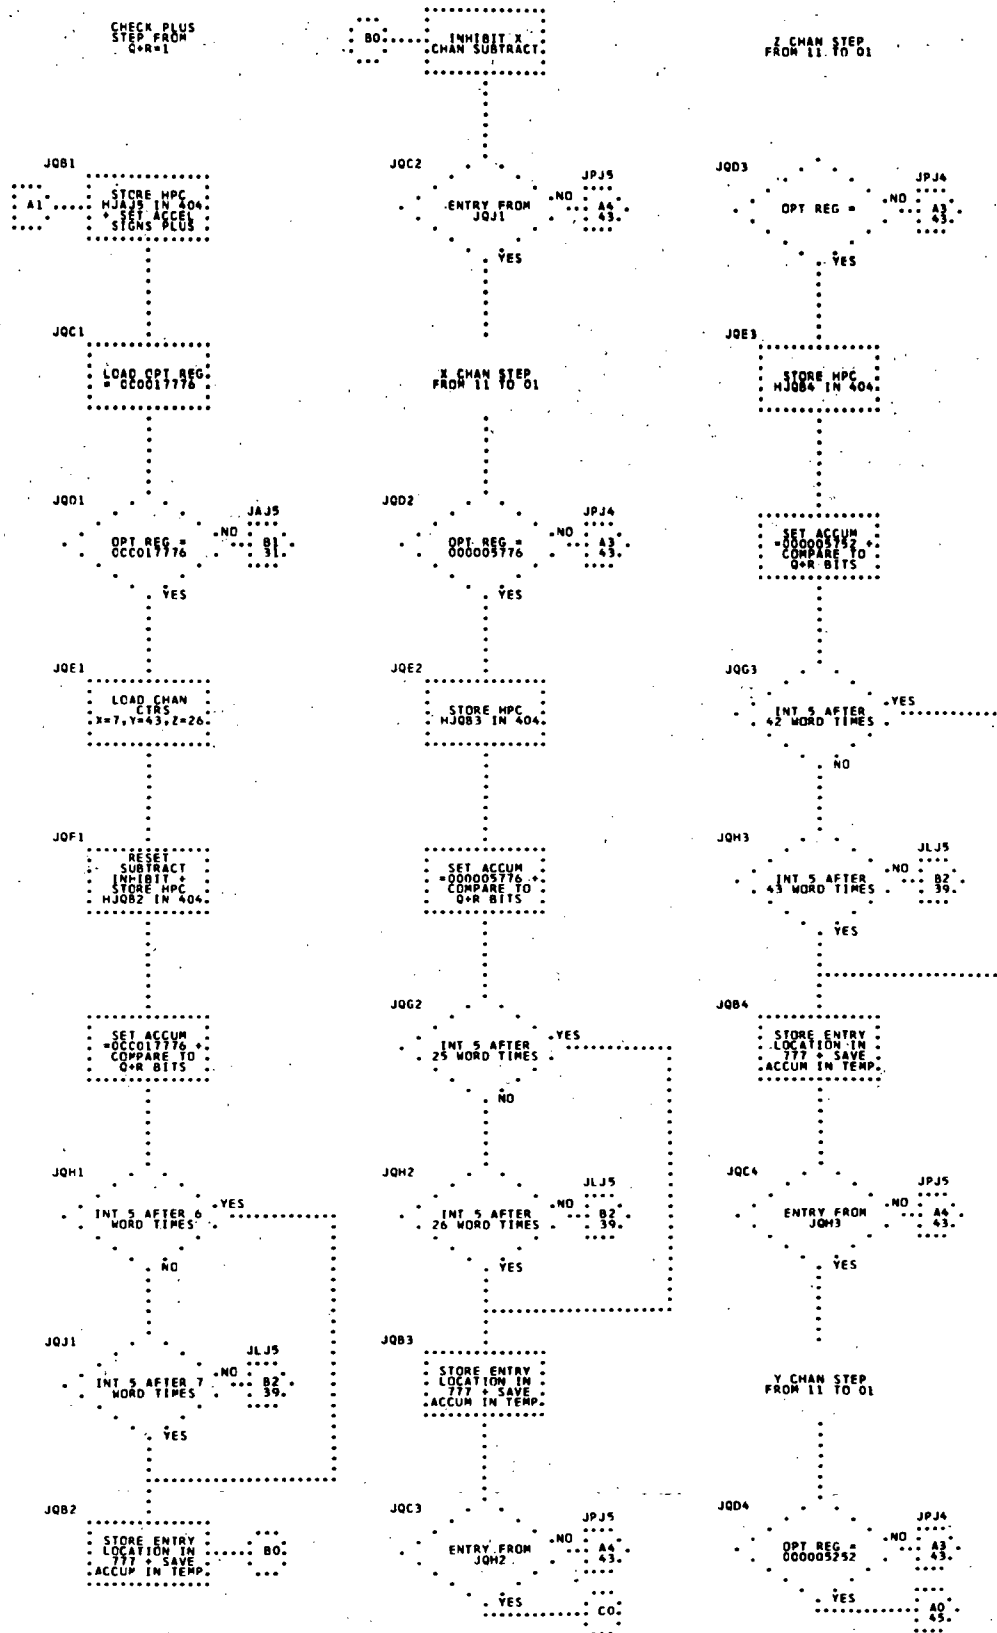 CHECK PLUS
STEP FROM
Q+R=1
JQB1
A1
STORE HPC
HJAJ5 IN 404
+ SET ACCEL
SIGNS PLUS
JQC1
LOAD OPT REG
= 000017776
JQD1
OPT REG =
000017776
NO
JAJ5
B1
31
YES
JQE1
LOAD CHAN
CTRS
X=7,Y=43,Z=26
JQF1
RESET
SUBTRACT
INHIBIT +
STORE HPC
HJQB2 IN 404
SET ACCUM
=000017776 +
COMPARE TO
Q+R BITS
JQH1
INT 5 AFTER 6
WORD TIMES
YES
NO
JQJ1
INT 5 AFTER 7
WORD TIMES
NO
JLJ5
B2
39
YES
JQB2
STORE ENTRY
LOCATION IN
777 + SAVE
ACCUM IN TEMP
B0
B0
INHIBIT X
CHAN SUBTRACT
JQC2
ENTRY FROM
JQJ1
NO
JPJ5
A4
43
YES
X CHAN STEP
FROM 11 TO 01
JQD2
OPT REG =
000005776
NO
JPJ4
A3
43
YES
JQE2
STORE HPC
HJQB3 IN 404
SET ACCUM
=000005776 +
COMPARE TO
Q+R BITS
JQG2
INT 5 AFTER
25 WORD TIMES
YES
NO
JQH2
INT 5 AFTER
26 WORD TIMES
NO
JLJ5
B2
39
YES
JQB3
STORE ENTRY
LOCATION IN
777 + SAVE
ACCUM IN TEMP
JQC3
ENTRY FROM
JQH2
NO
JPJ5
A4
43
YES
C0
Z CHAN STEP
FROM 11 TO 01
JQD3
OPT REG =
NO
JPJ4
A3
43
YES
JQE3
STORE HPC
HJQB4 IN 404
SET ACCUM
=000005752 +
COMPARE TO
Q+R BITS
JQG3
INT 5 AFTER
42 WORD TIMES
YES
NO
JQH3
INT 5 AFTER
43 WORD TIMES
NO
JLJ5
B2
39
YES
JQB4
STORE ENTRY
LOCATION IN
777 + SAVE
ACCUM IN TEMP
JQC4
ENTRY FROM
JQH3
NO
JPJ5
A4
43
YES
Y CHAN STEP
FROM 11 TO 01
JQD4
OPT REG =
000005252
NO
JPJ4
A3
43
YES
A0
45